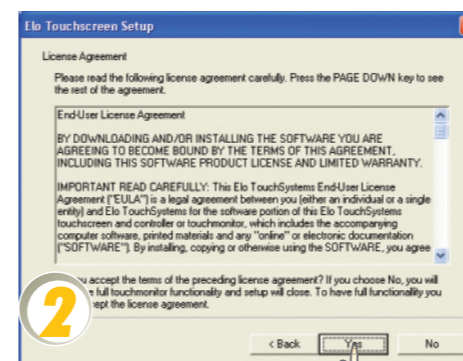 Elo Touchscreen Setup
License Agreement
Please read the following license agreement carefully. Press the PAGE DOWN key to see
the rest of the agreement.
End-User License Agreement
BY DOWNLOADING AND/OR INSTALLING THE SOFTWARE YOU ARE
AGREEING TO BECOME BOUND BY THE TERMS OF THIS AGREEMENT,
INCLUDING THIS SOFTWARE PRODUCT LICENSE AND LIMITED WARRANTY.
IMPORTANT READ CAREFULLY: This Elo TouchSystems End-User License
Agreement ("EULA") is a legal agreement between you (either an individual or a single
entity) and Elo TouchSystems for the software portion of this Elo TouchSystems
touchscreen and controller or touchmonitor, which includes the accompanying
computer software, printed materials and any "online" or electronic documentation
("SOFTWARE"). By installing, copying or otherwise using the SOFTWARE, you agree
you accept the terms of the preceding license agreement? If you choose No, you will
full touchmonitor functionality and setup will close. To have full functionality you
ept the license agreement.
2
< Back Yes No